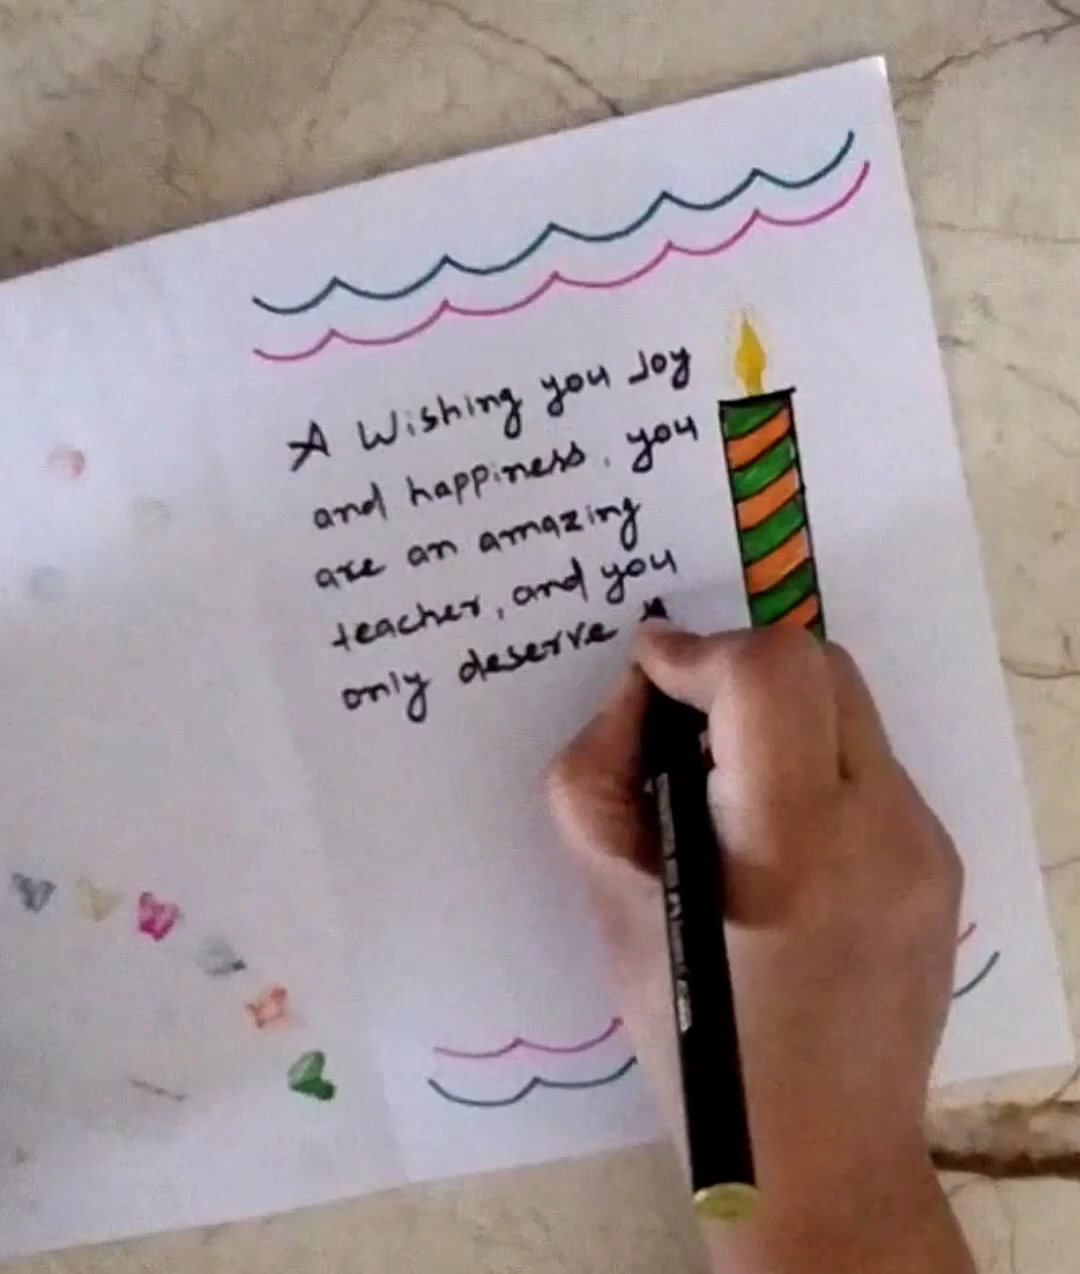 A Wishing you Joy
and happiness, you
are an amazing
teacher, and you
only deserve